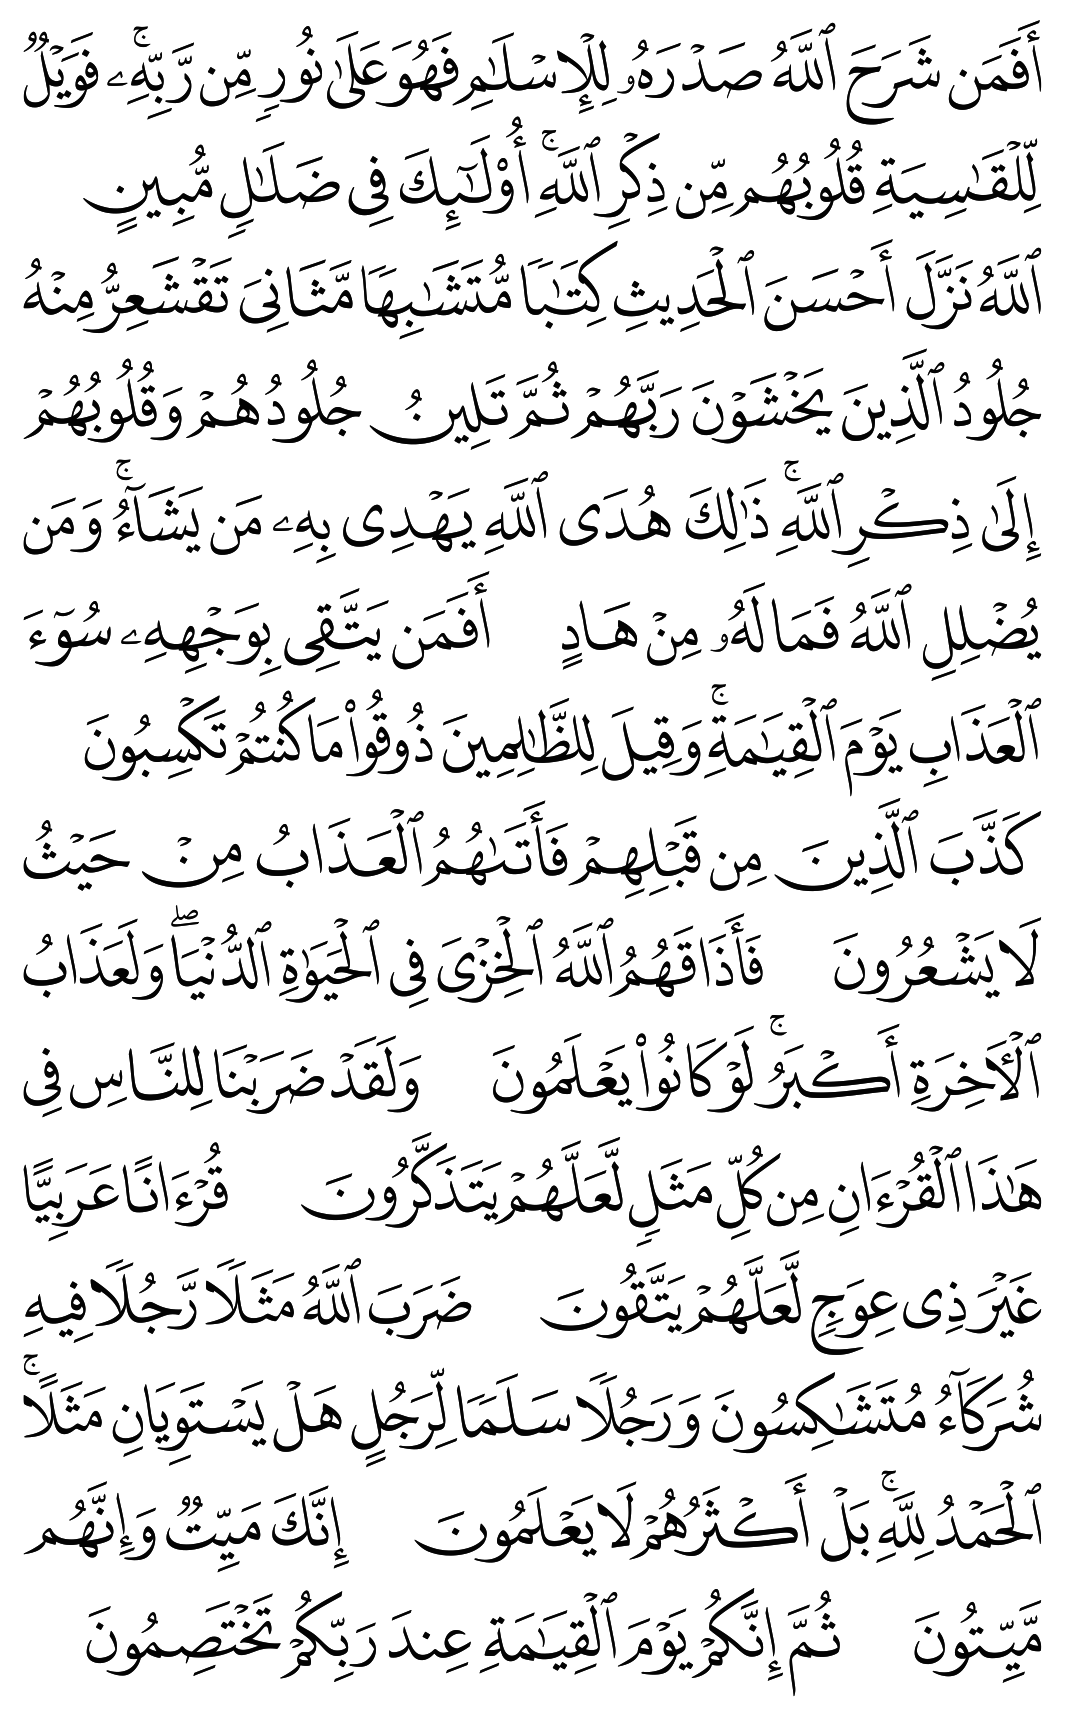 أَفَمَن شَرَحَ ٱللَّهُ صَدْرَهُۥ لِلْإِسْلَٰمِ فَهُوَ عَلَىٰ نُورٍ مِّن رَّبِّهِۦۚ فَوَيْلٌ
لِّلْقَٰسِيَةِ قُلُوبُهُم مِّن ذِكْرِ ٱللَّهِۚ أُو۟لَٰٓئِكَ فِى ضَلَٰلٍ مُّبِينٍ
ٱللَّهُ نَزَّلَ أَحْسَنَ ٱلْحَدِيثِ كِتَٰبًا مُّتَشَٰبِهًا مَّثَانِىَ تَقْشَعِرُّ مِنْهُ
جُلُودُ ٱلَّذِينَ يَخْشَوْنَ رَبَّهُمْ ثُمَّ تَلِينُ جُلُودُهُمْ وَقُلُوبُهُمْ
إِلَىٰ ذِكْرِ ٱللَّهِۚ ذَٰلِكَ هُدَى ٱللَّهِ يَهْدِى بِهِۦ مَن يَشَآءُۚ وَمَن
يُضْلِلِ ٱللَّهُ فَمَا لَهُۥ مِنْ هَادٍ أَفَمَن يَتَّقِى بِوَجْهِهِۦ سُوٓءَ
ٱلْعَذَابِ يَوْمَ ٱلْقِيَٰمَةِۚ وَقِيلَ لِلظَّٰلِمِينَ ذُوقُوا۟ مَا كُنتُمْ تَكْسِبُونَ
كَذَّبَ ٱلَّذِينَ مِن قَبْلِهِمْ فَأَتَىٰهُمُ ٱلْعَذَابُ مِنْ حَيْثُ
لَا يَشْعُرُونَ فَأَذَاقَهُمُ ٱللَّهُ ٱلْخِزْىَ فِى ٱلْحَيَوٰةِ ٱلدُّنْيَاۖ وَلَعَذَابُ
ٱلْـَٔاخِرَةِ أَكْبَرُۚ لَوْ كَانُوا۟ يَعْلَمُونَ وَلَقَدْ ضَرَبْنَا لِلنَّاسِ فِى
هَٰذَا ٱلْقُرْءَانِ مِن كُلِّ مَثَلٍ لَّعَلَّهُمْ يَتَذَكَّرُونَ قُرْءَانًا عَرَبِيًّا
غَيْرَ ذِى عِوَجٍ لَّعَلَّهُمْ يَتَّقُونَ ضَرَبَ ٱللَّهُ مَثَلًا رَّجُلًا فِيهِ
شُرَكَآءُ مُتَشَٰكِسُونَ وَرَجُلًا سَلَمًا لِّرَجُلٍ هَلْ يَسْتَوِيَانِ مَثَلًاۚ
ٱلْحَمْدُ لِلَّهِۚ بَلْ أَكْثَرُهُمْ لَا يَعْلَمُونَ إِنَّكَ مَيِّتٌ وَإِنَّهُم
مَّيِّتُونَ ثُمَّ إِنَّكُمْ يَوْمَ ٱلْقِيَٰمَةِ عِندَ رَبِّكُمْ تَخْتَصِمُونَ